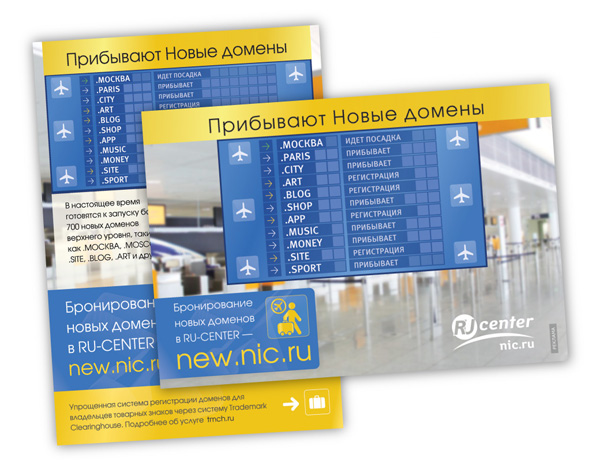 Прибывают Новые домены
.МОСКВА ИДЕТ ПОСАДКА
.PARIS ПРИБЫВАЕТ
.CITY ПРИБЫВАЕТ
.ART РЕГИСТРАЦИЯ
.BLOG
.SHOP
.APP
.MUSIC
.MONEY
.SITE
.SPORT
В настоящее время
готовятся к запуску
700 новых доменов
верхнего уровня,
как .МОСКВА,
.SITE, .BLOG, .ART и
Бронирование
новых
в RU-CENTER
new.nic.ru
Упрощенная система регистрации доменов для
владельцев товарных знаков через систему Trademark
Clearinghouse. Подробнее об услуге tmch.ru
Прибывают Новые домены
.МОСКВА ИДЕТ ПОСАДКА
.PARIS ПРИБЫВАЕТ
.CITY ПРИБЫВАЕТ
.ART РЕГИСТРАЦИЯ
.BLOG РЕГИСТРАЦИЯ
.SHOP ПРИБЫВАЕТ
.APP РЕГИСТРАЦИЯ
.MUSIC ПРИБЫВАЕТ
.MONEY ПРИБЫВАЕТ
.SITE РЕГИСТРАЦИЯ
.SPORT ПРИБЫВАЕТ
Бронирование
новых доменов
в RU-CENTER —
new.nic.ru
RU center
nic.ru
РЕКЛАМА